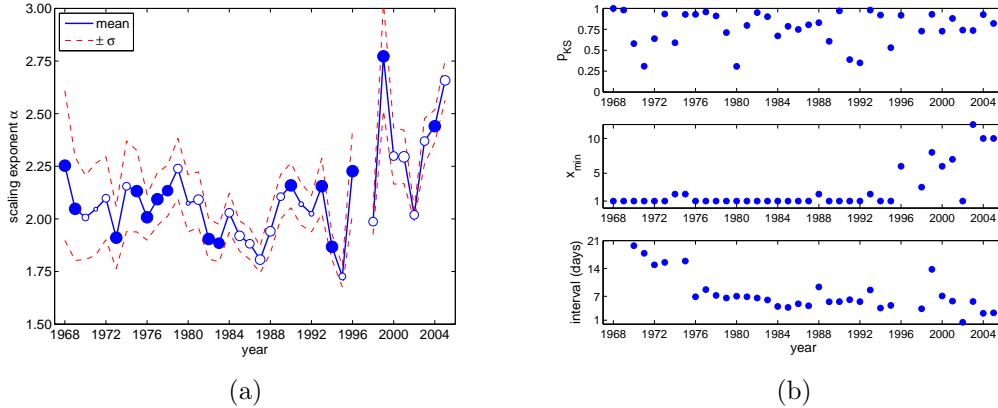 3.00
2.75
2.50
2.25
2.00
1.75
1.50
scaling exponent α
mean
± σ
1968 1972 1976 1980 1984 1988 1992 1996 2000 2004
year
(a)
1
0.75
0.5
0.25
0
pKS
1968 1972 1976 1980 1984 1988 1992 1996 2000 2004
10
5
1
xmin
1968 1972 1976 1980 1984 1988 1992 1996 2000 2004
21
14
7
1
interval (days)
1968 1972 1976 1980 1984 1988 1992 1996 2000 2004
year
(b)